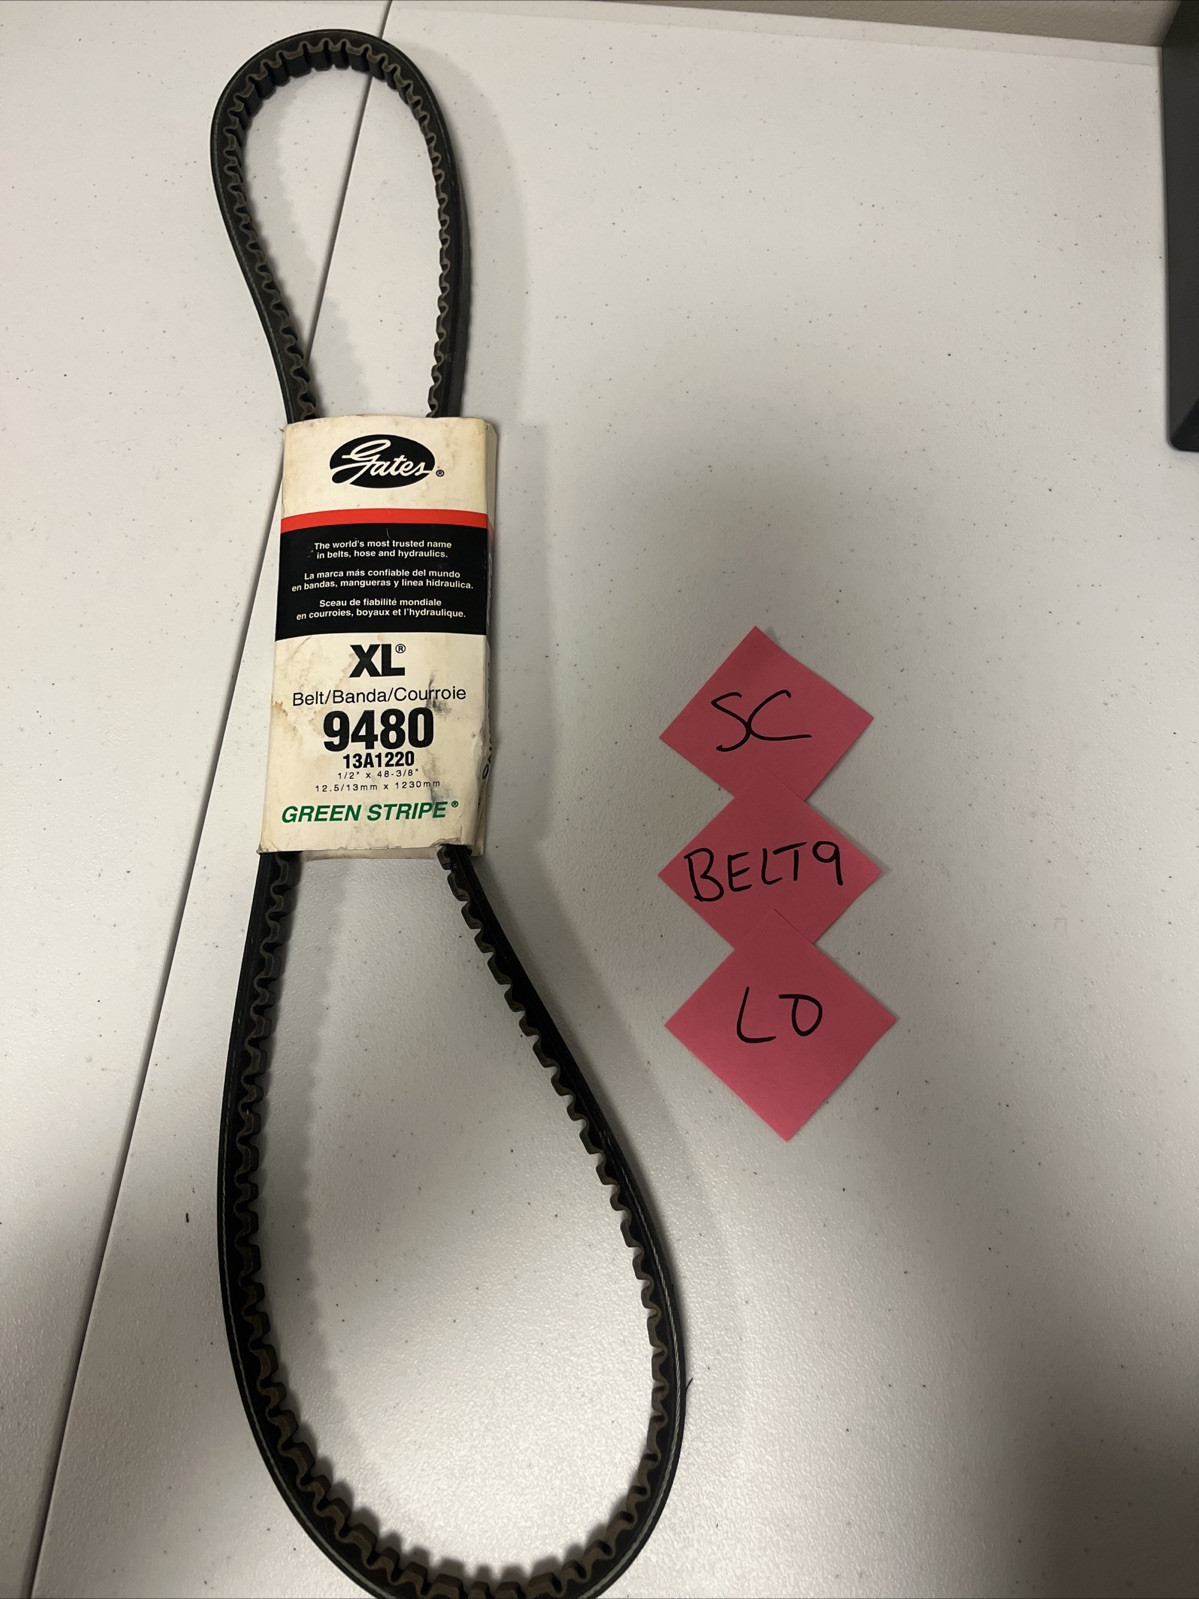 Gates®
The world's most trusted name
in belts, hose and hydraulics.
La marca más confiable del mundo
en bandas, mangueras y linea hidraulica.
Sceau de fiabilité mondiale
en courroies, boyaux et l'hydraulique.
XL®
Belt/Banda/Courroie
9480
13A1220
1/2" x 48-3/8"
12.5/13mm x 1230mm
GREEN STRIPE®
SC
BELT9
LO